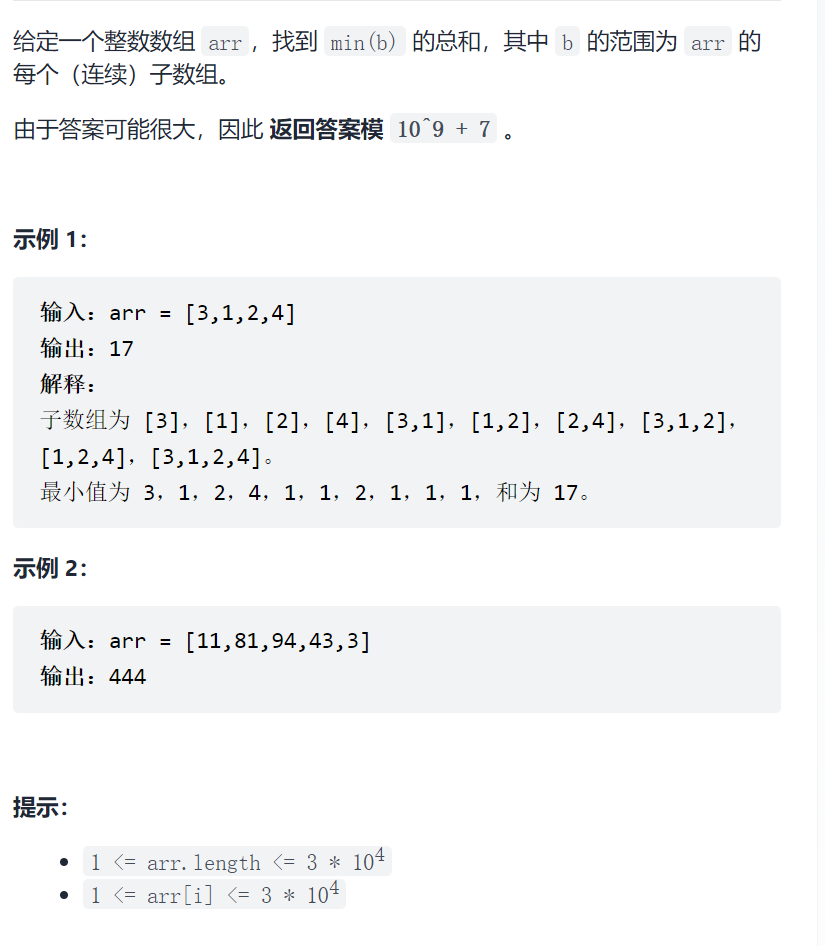 给定一个整数数组 arr，找到 min(b) 的总和，其中 b 的范围为 arr 的
每个（连续）子数组。
由于答案可能很大，因此 返回答案模 10^9 + 7 。
示例 1：
输入：arr = [3,1,2,4]
输出：17
解释：
子数组为 [3]，[1]，[2]，[4]，[3,1]，[1,2]，[2,4]，[3,1,2]，
[1,2,4]，[3,1,2,4]。
最小值为 3，1，2，4，1，1，2，1，1，1，和为 17。
示例 2：
输入：arr = [11,81,94,43,3]
输出：444
提示：
• 1 <= arr.length <= 3 * 10⁴
• 1 <= arr[i] <= 3 * 10⁴